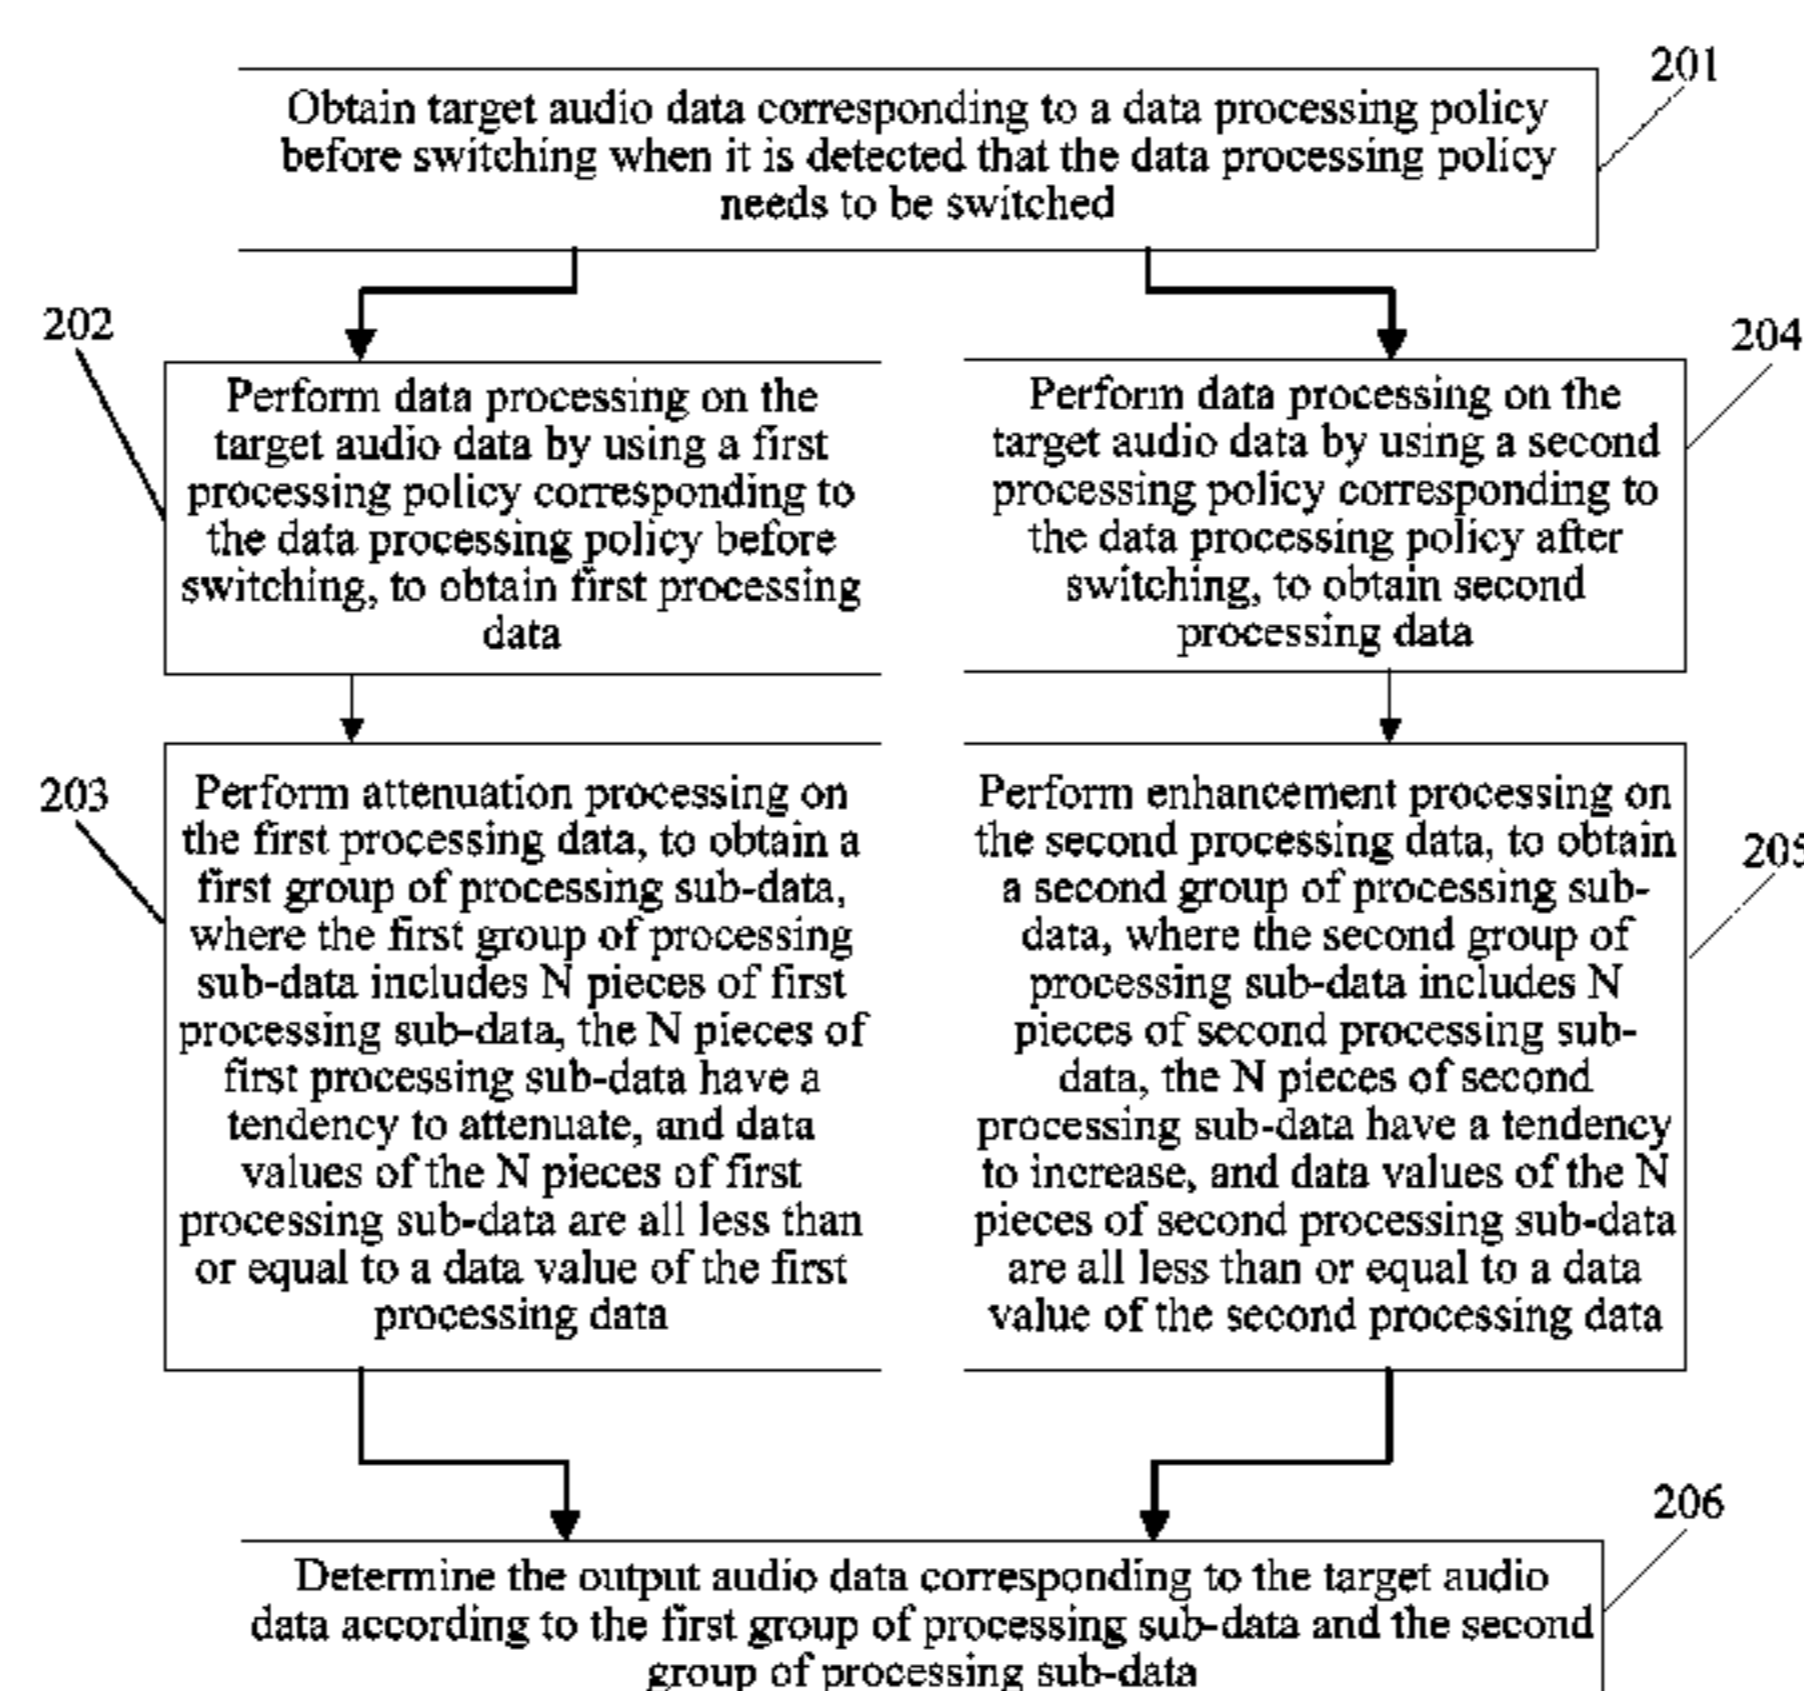 201
Obtain target audio data corresponding to a data processing policy
before switching when it is detected that the data processing policy
needs to be switched
202
Perform data processing on the
target audio data by using a first
processing policy corresponding to
the data processing policy before
switching, to obtain first processing
data
204
Perform data processing on the
target audio data by using a second
processing policy corresponding to
the data processing policy after
switching, to obtain second
processing data
203
Perform attenuation processing on
the first processing data, to obtain a
first group of processing sub-data,
where the first group of processing
sub-data includes N pieces of first
processing sub-data, the N pieces of
first processing sub-data have a
tendency to attenuate, and data
values of the N pieces of first
processing sub-data are all less than
or equal to a data value of the first
processing data
205
Perform enhancement processing on
the second processing data, to obtain
a second group of processing sub-
data, where the second group of
processing sub-data includes N
pieces of second processing sub-
data, the N pieces of second
processing sub-data have a tendency
to increase, and data values of the N
pieces of second processing sub-data
are all less than or equal to a data
value of the second processing data
206
Determine the output audio data corresponding to the target audio
data according to the first group of processing sub-data and the second
group of processing sub-data